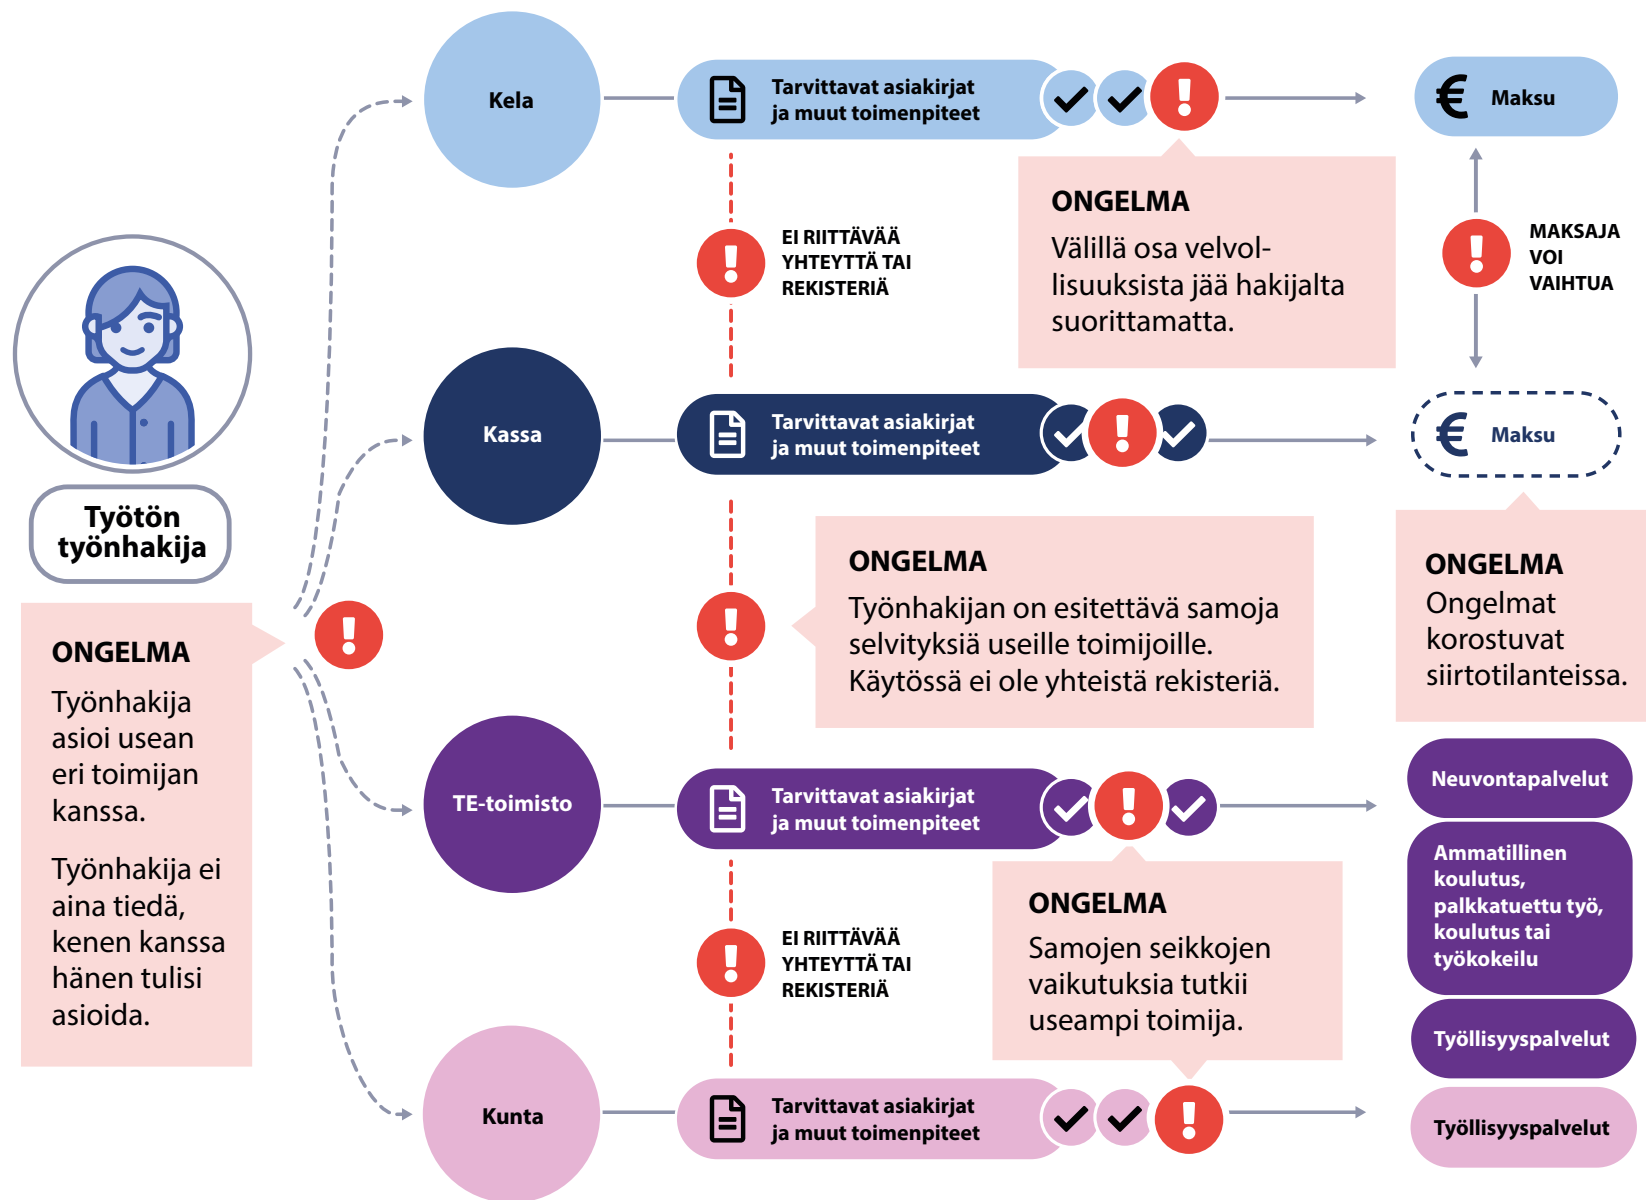 Kela
Tarvittavat asiakirjat
ja muut toimenpiteet
€ Maksu
ONGELMA
Välillä osa velvol-
lisuuksista jää hakijalta
suorittamatta.
EI RIITTÄVÄÄ
YHTEYTTÄ TAI
REKISTERIÄ
MAKSAJA
VOI
VAIHTUA
Työtön
työnhakija
Kassa
Tarvittavat asiakirjat
ja muut toimenpiteet
€ Maksu
ONGELMA
Työnhakija
asioi usean
eri toimijan
kanssa.
Työnhakija ei
aina tiedä,
kenen kanssa
hänen tulisi
asioida.
ONGELMA
Työnhakijan on esitettävä samoja
selvityksiä useille toimijoille.
Käytössä ei ole yhteistä rekisteriä.
ONGELMA
Ongelmat
korostuvat
siirtotilanteissa.
TE-toimisto
Tarvittavat asiakirjat
ja muut toimenpiteet
Neuvontapalvelut
Ammatillinen
koulutus,
palkkatuettu työ,
koulutus tai
työkokeilu
Työllisyyspalvelut
EI RIITTÄVÄÄ
YHTEYTTÄ TAI
REKISTERIÄ
ONGELMA
Samojen seikkojen
vaikutuksia tutkii
useampi toimija.
Kunta
Tarvittavat asiakirjat
ja muut toimenpiteet
Työllisyyspalvelut